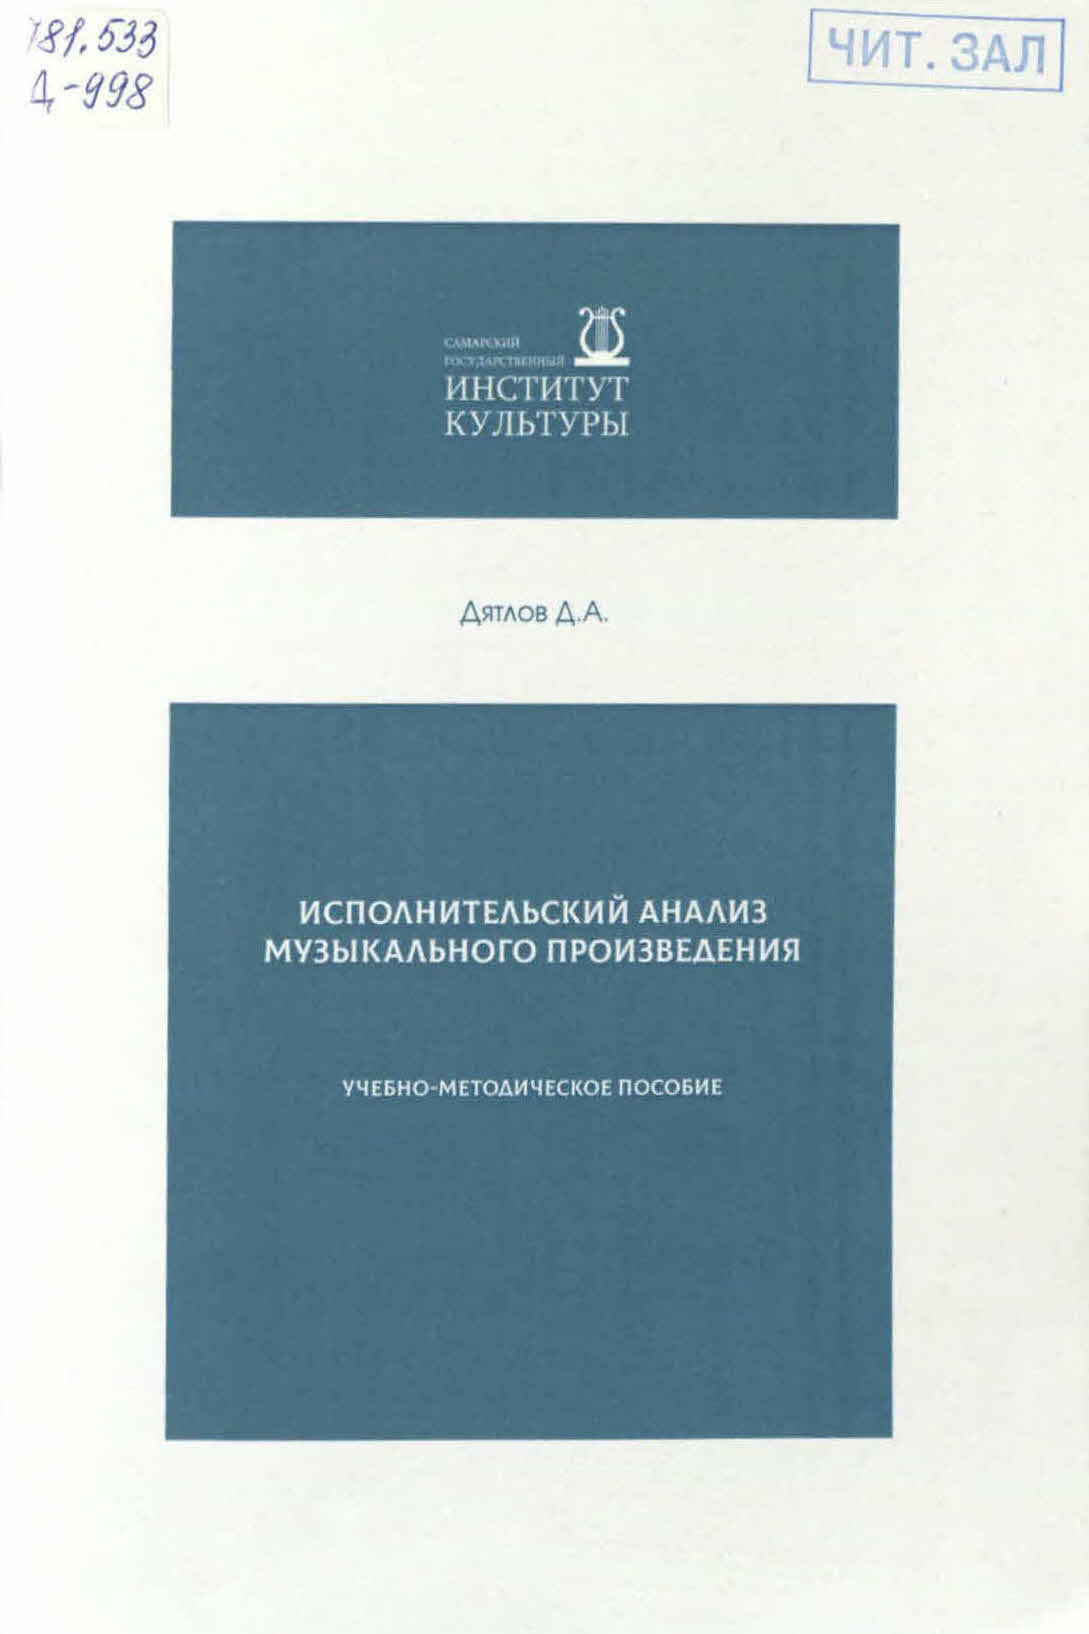 781.533
Д-998
ЧИТ. ЗАЛ
САМАРСКИЙ
ГОСУДАРСТВЕННЫЙ
ИНСТИТУТ
КУЛЬТУРЫ
Дятлов Д.А.
ИСПОЛНИТЕЛЬСКИЙ АНАЛИЗ
МУЗЫКАЛЬНОГО ПРОИЗВЕДЕНИЯ
УЧЕБНО-МЕТОДИЧЕСКОЕ ПОСОБИЕ